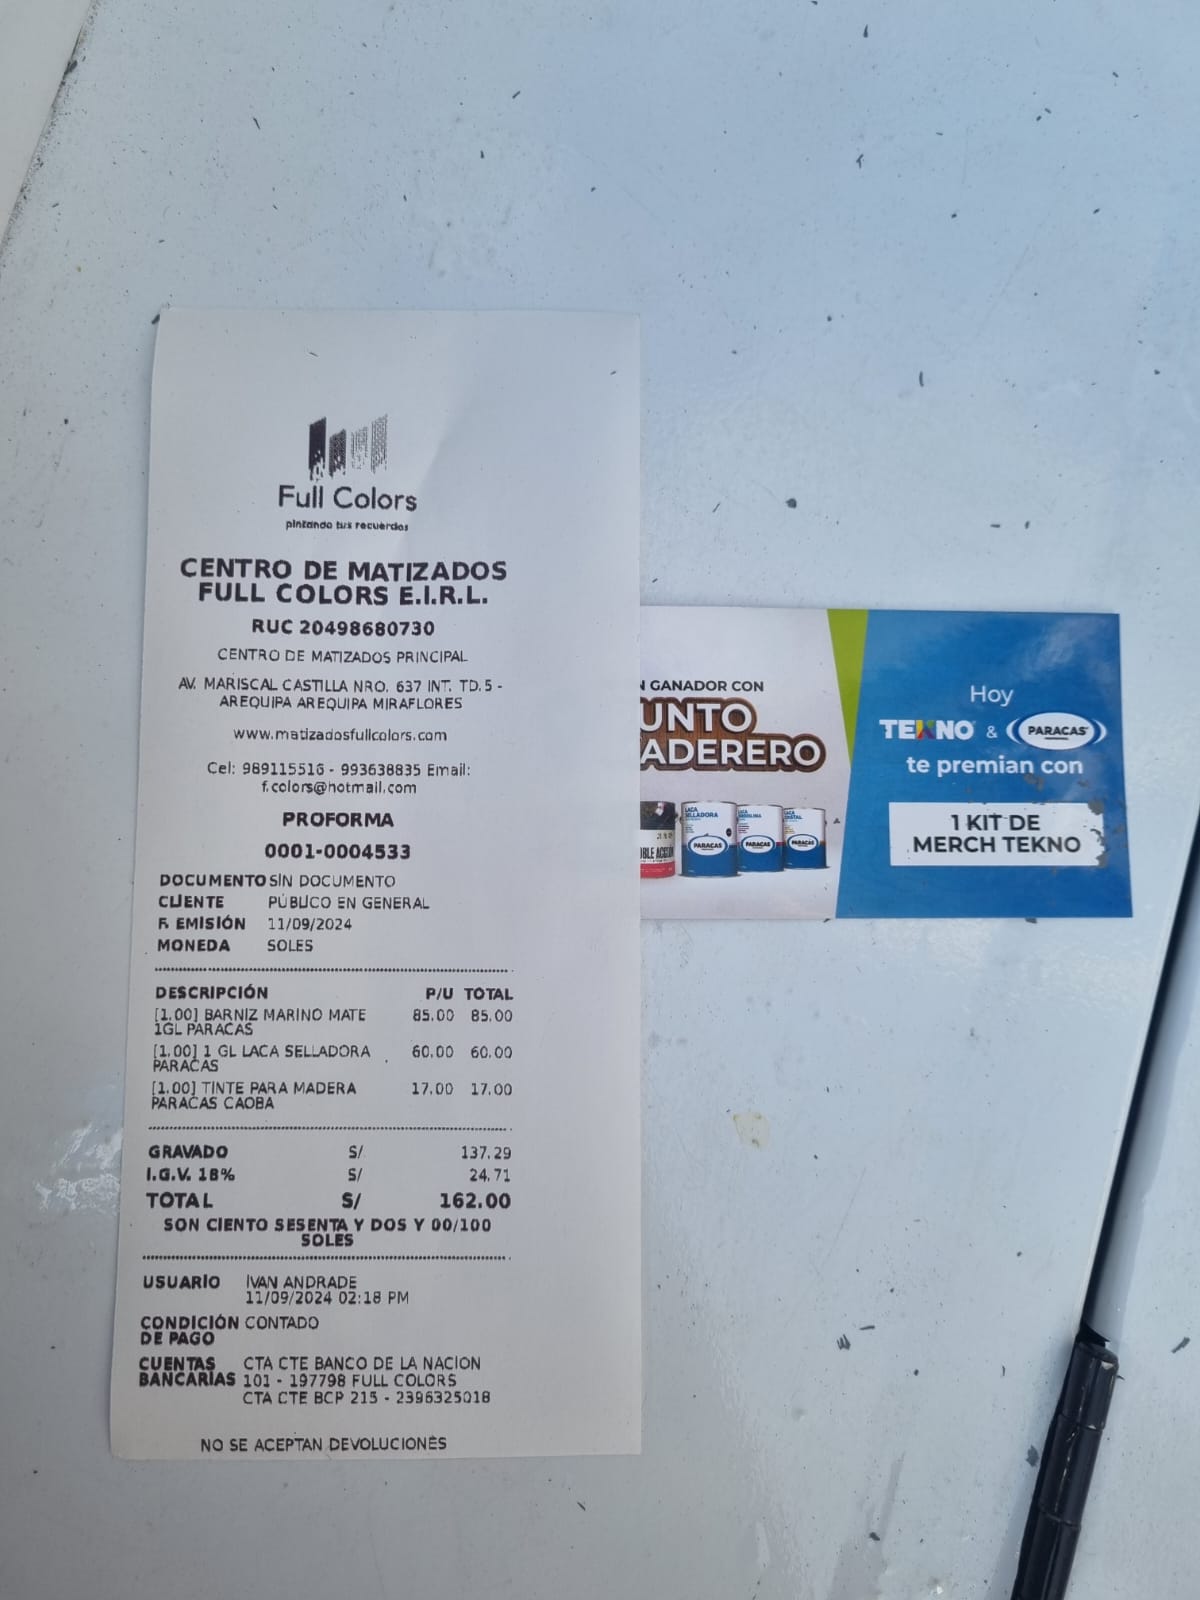 Full Colors
pintando tus recuerdos
CENTRO DE MATIZADOS
FULL COLORS E.I.R.L.
RUC 20498680730
CENTRO DE MATIZADOS PRINCIPAL
AV. MARISCAL CASTILLA NRO. 637 INT. TD.5 -
AREQUIPA AREQUIPA MIRAFLORES
www.matizadosfullcolors.com
Cel: 989115516 - 993638835 Email:
f.colors@hotmail.com
PROFORMA
0001-0004533
DOCUMENTO SIN DOCUMENTO
CLIENTE PÚBLICO EN GENERAL
F. EMISIÓN 11/09/2024
MONEDA SOLES
DESCRIPCIÓN P/U TOTAL
[1.00] BARNIZ MARINO MATE 85.00 85.00
1GL PARACAS
[1.00] 1 GL LACA SELLADORA 60.00 60.00
PARACAS
[1.00] TINTE PARA MADERA 17.00 17.00
PARACAS CAOBA
GRAVADO S/ 137.29
I.G.V. 18% S/ 24.71
TOTAL S/ 162.00
SON CIENTO SESENTA Y DOS Y 00/100
SOLES
USUARIO IVAN ANDRADE
11/09/2024 02:18 PM
CONDICIÓN CONTADO
DE PAGO
CUENTAS CTA CTE BANCO DE LA NACION
BANCARIAS 101 - 197798 FULL COLORS
CTA CTE BCP 215 - 2396325018
NO SE ACEPTAN DEVOLUCIONES
N GANADOR CON
UNTO
ADERERO
LACA
SELLADORA
PARACAS
LACA
PARACAS
LACA
CRISTAL
PARACAS
BLE ACCIÓN
Hoy
TEKNO & PARACAS
te premian con
1 KIT DE
MERCH TEKNO